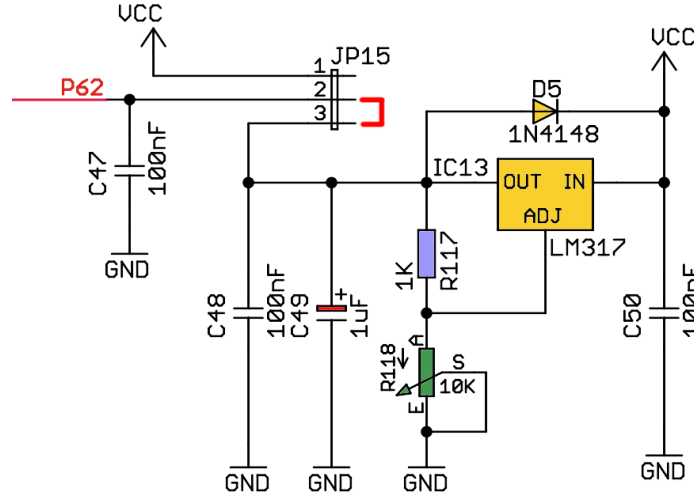 VCC
JP15
1
2
3
P62
C47
100nF
GND
VCC
D5
1N4148
IC13
OUT IN
ADJ
LM317
1K
R117
C48
100nF
C49
+
1uF
C50
100nF
R118
A
S
10K
E
GND
GND
GND
GND